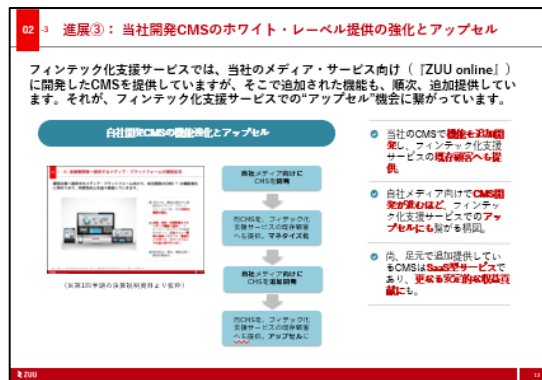 02 -3 進展③： 当社開発CMSのホワイト・レーベル提供の強化とアップセル
フィンテック化支援サービスでは、当社のメディア・サービス向け（『ZUU online』）
に開発したCMSを提供していますが、そこで追加された機能も、順次、追加提供してい
ます。それが、フィンテック化支援サービスでの“アップセル”機会に繋がっています。
自社開発CMSの機能強化とアップセル
自社メディア向けに
CMSを開発
同CMSを、フィテック化
支援サービスの既存顧客
へも提供、マネタイズ化
自社メディア向けに
CMSを追加開発
同CMSを、フィテック化
支援サービスの既存顧客
へも提供、アップセルに
当社のCMSで機能を追加開
発し、フィンテック化支援
サービスの既存顧客へも提
供。
自社メディア向けでCMS開
発が進むほど、フィンテッ
ク化支援サービスでのアッ
プセルにも繋がる構図。
尚、足元で追加提供してい
るCMSはSaaS型サービスで
あり、更なる安定的な収益貢
献にも。
ZUU